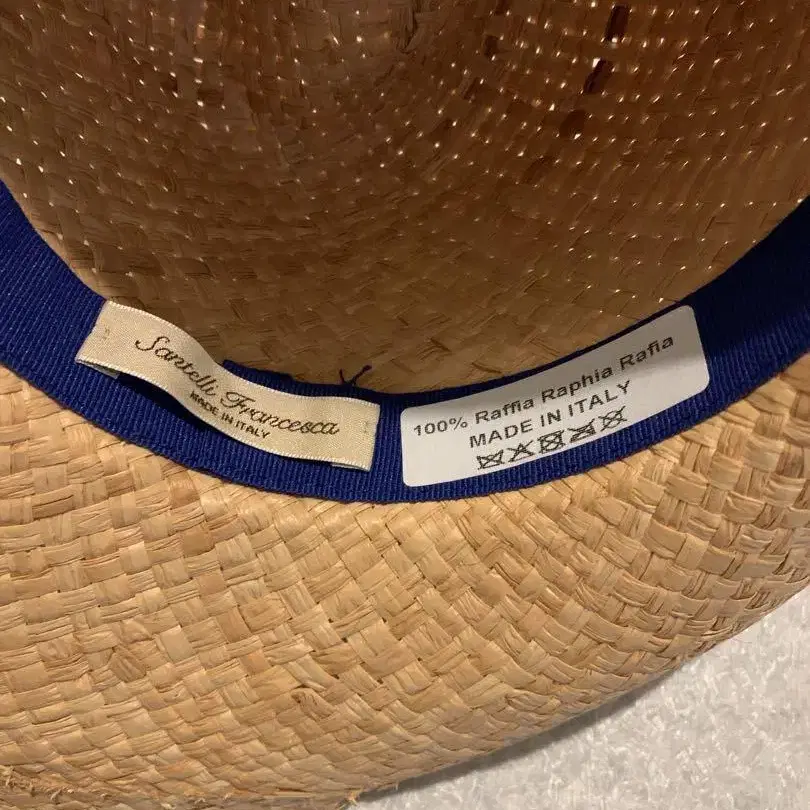 Santelli Francesca
MADE IN ITALY
100% Raffia Raphia Rafia
MADE IN ITALY